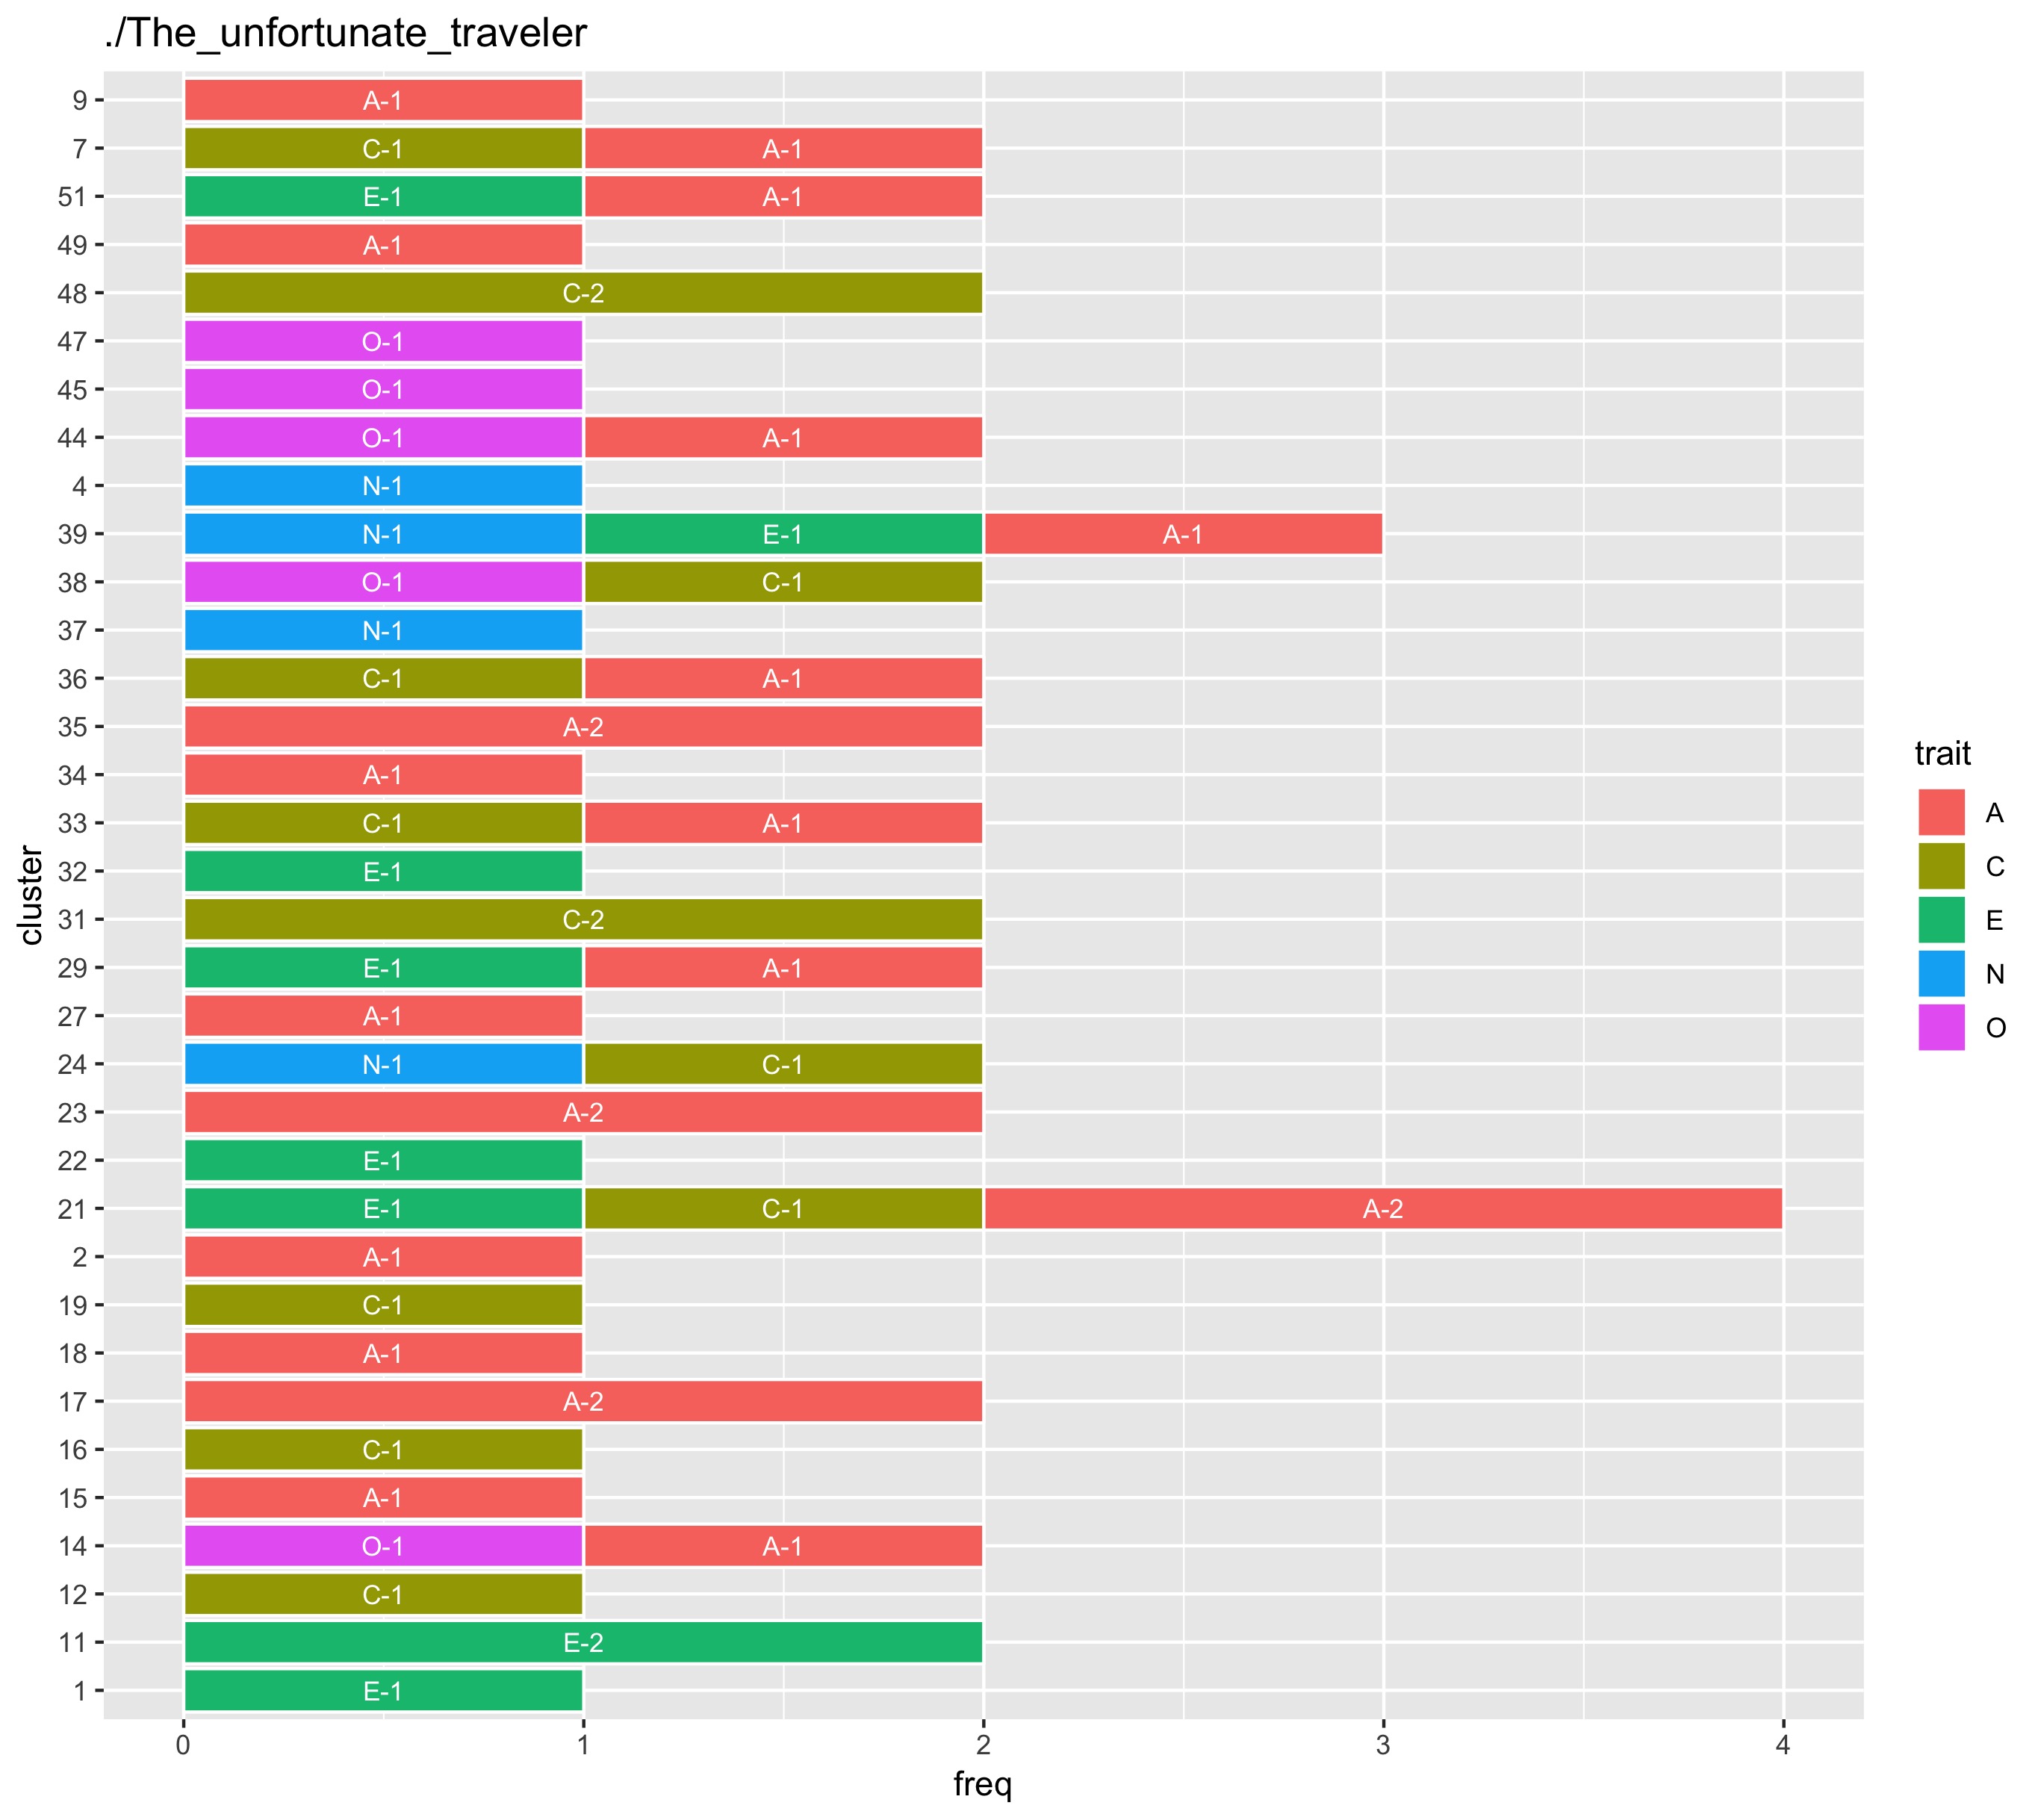 ./The_unfortunate_traveler
9 A-1
7 C-1 A-1
51 E-1 A-1
49 A-1
48 C-2
47 O-1
45 O-1
44 O-1 A-1
4 N-1
39 N-1 E-1 A-1
38 O-1 C-1
37 N-1
36 C-1 A-1
35 A-2
34 A-1
33 C-1 A-1
32 E-1
31 C-2
29 E-1 A-1
27 A-1
24 N-1 C-1
23 A-2
22 E-1
21 E-1 C-1 A-2
2 A-1
19 C-1
18 A-1
17 A-2
16 C-1
15 A-1
14 O-1 A-1
12 C-1
11 E-2
1 E-1
0 1 2 3 4
freq
cluster
trait
A
C
E
N
O